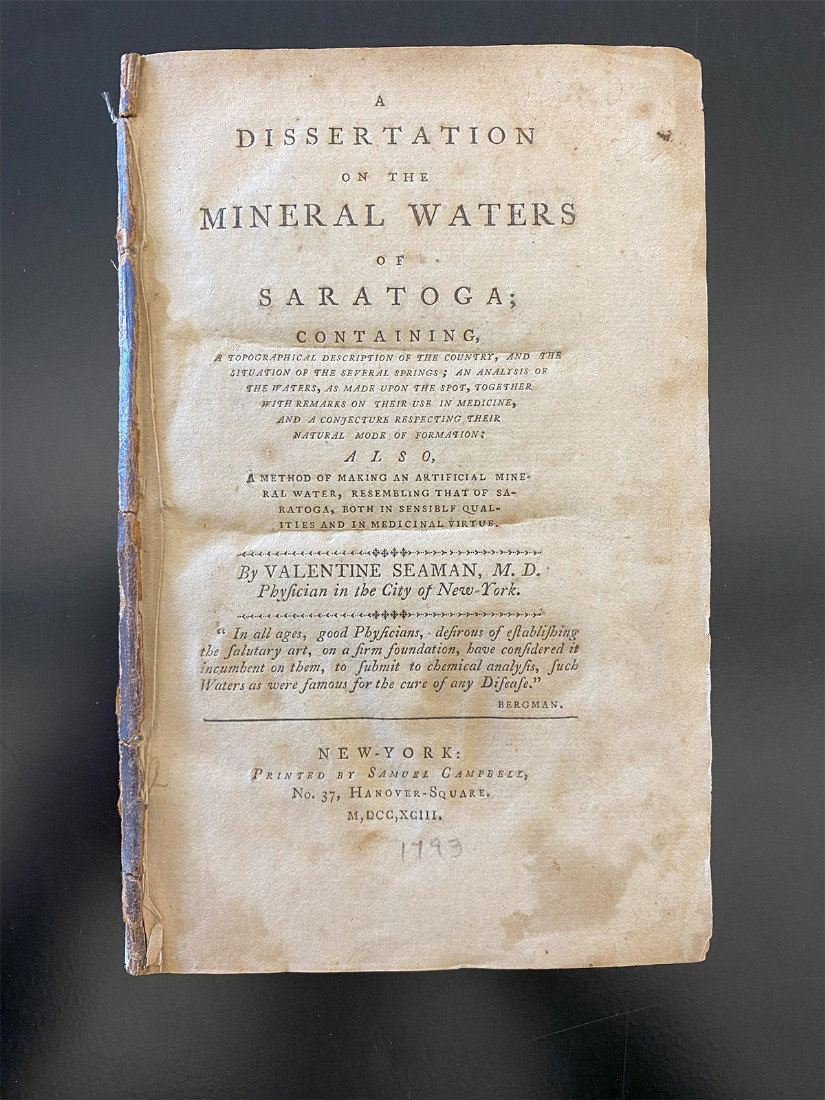 A
DISSERTATION
ON THE
MINERAL WATERS
OF
SARATOGA;
CONTAINING,
A TOPOGRAPHICAL DESCRIPTION OF THE COUNTRY, AND THE
SITUATION OF THE SEVERAL SPRINGS; AN ANALYSIS OF
THE WATERS, AS MADE UPON THE SPOT, TOGETHER
WITH REMARKS ON THEIR USE IN MEDICINE,
AND A CONJECTURE RESPECTING THEIR
NATURAL MODE OF FORMATION:
ALSO,
A METHOD OF MAKING AN ARTIFICIAL MINE-
RAL WATER, RESEMBLING THAT OF SA-
RATOGA, BOTH IN SENSIBLE QUAL-
ITIES AND IN MEDICINAL VIRTUE.
By VALENTINE SEAMAN, M. D.
Phyſician in the City of New-York.
"In all ages, good Phyſicians, deſirous of eſtabliſhing
the ſalutary art, on a firm foundation, have conſidered it
incumbent on them, to ſubmit to chemical analyſis, ſuch
Waters as were famous for the cure of any Diſeaſe."
BERGMAN.
NEW-YORK:
PRINTED BY SAMUEL CAMPBELL,
No. 37, HANOVER-SQUARE.
M,DCC,XCIII.
1793